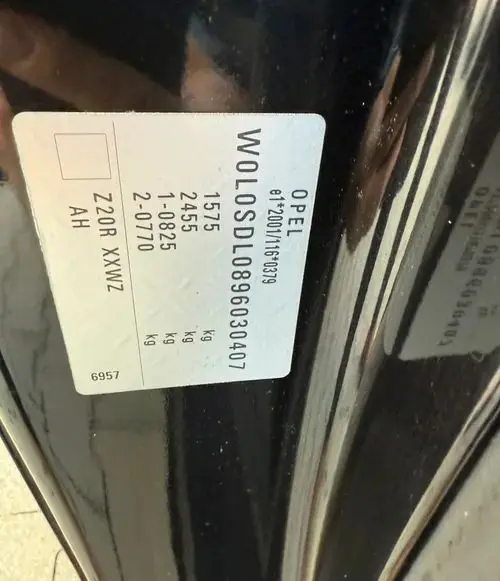 OPEL
e1*2001/116*0379
W0L0SDL0896030407
1575 kg
2455 kg
1-0825 kg
2-0770 kg
Z20R XXWZ
AH
6957